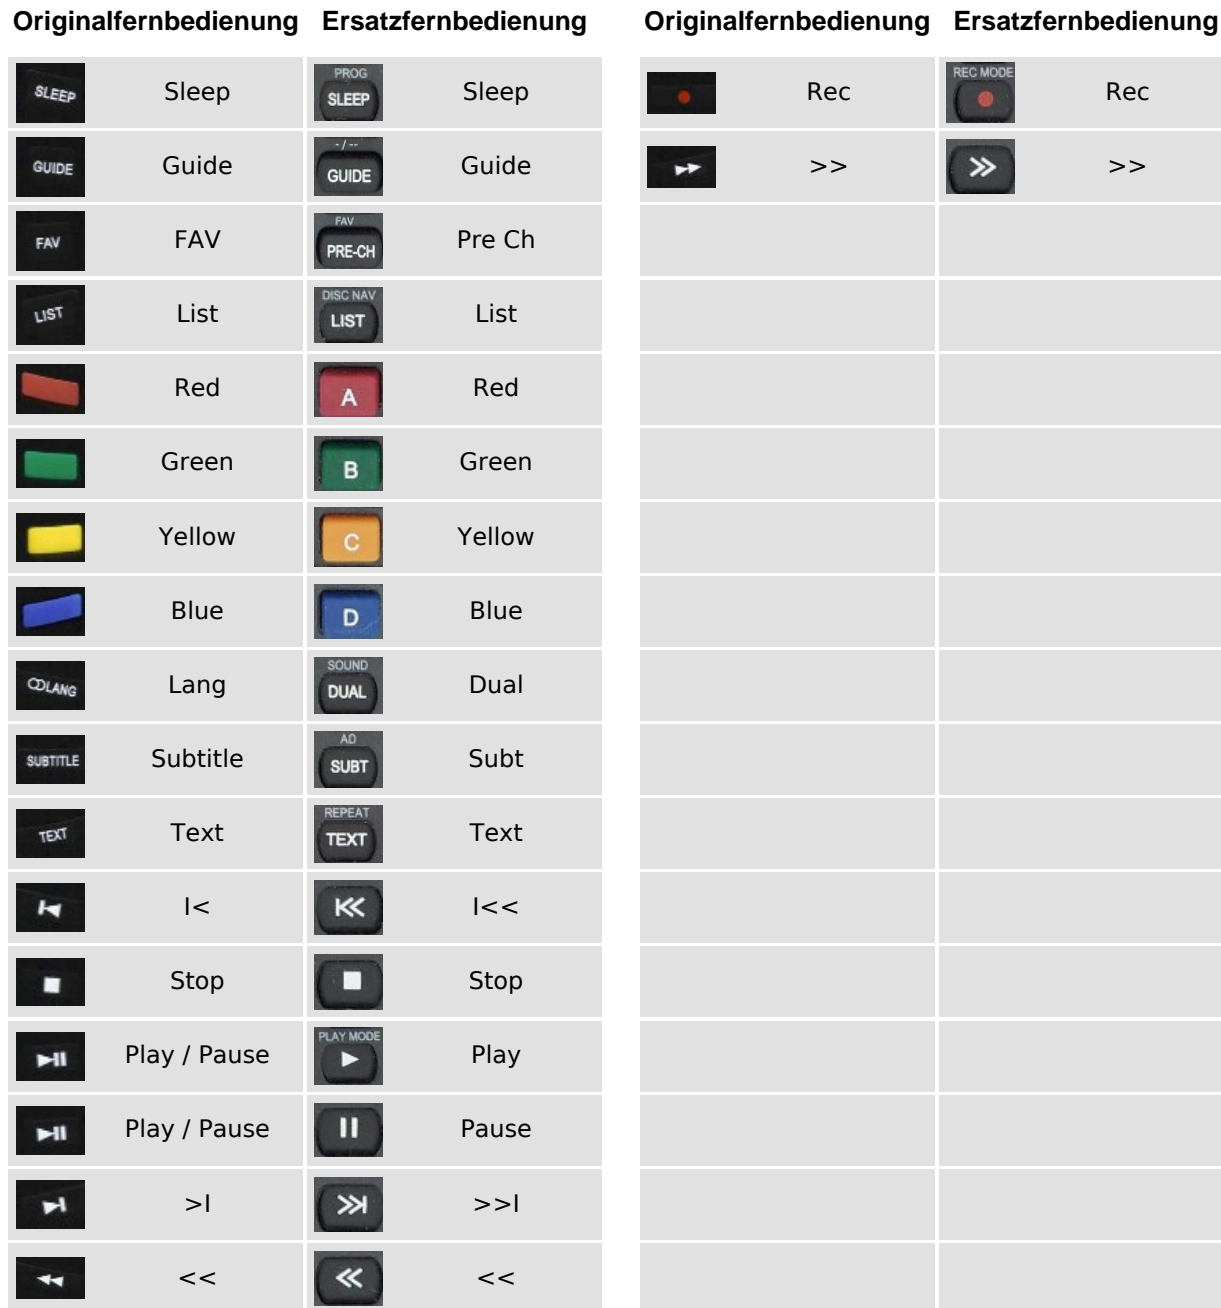 Originalfernbedienung Ersatzfernbedienung Originalfernbedienung Ersatzfernbedienung
SLEEP Sleep PROG SLEEP Sleep Rec REC MODE Rec
GUIDE Guide - / -- GUIDE Guide >> >>
FAV FAV FAV PRE-CH Pre Ch
LIST List DISC NAV LIST List
Red A Red
Green B Green
Yellow C Yellow
Blue D Blue
LANG Lang SOUND DUAL Dual
SUBTITLE Subtitle AD SUBT Subt
TEXT Text REPEAT TEXT Text
I< I<<
Stop Stop
Play / Pause PLAY MODE Play
Play / Pause Pause
>I >>I
<< <<